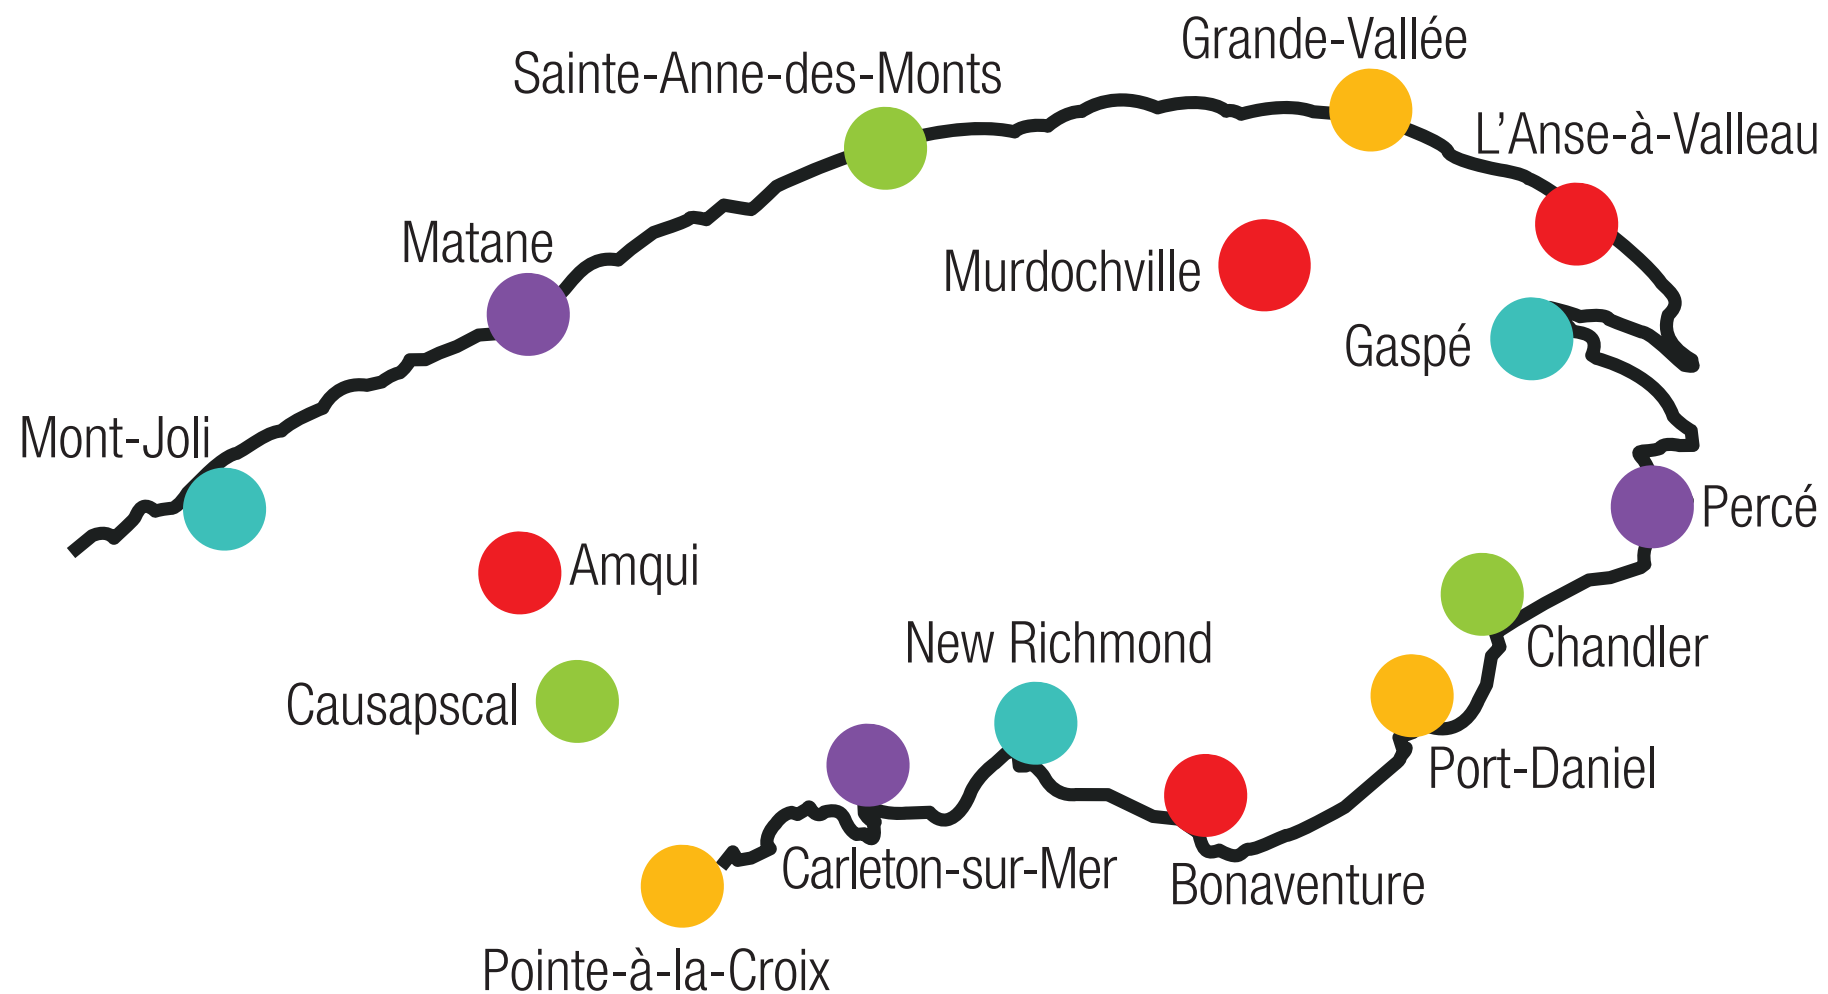 Grande-Vallée
Sainte-Anne-des-Monts
L’Anse-à-Valleau
Matane
Murdochville
Gaspé
Mont-Joli
Percé
Amqui
New Richmond
Chandler
Causapscal
Port-Daniel
Carleton-sur-Mer
Bonaventure
Pointe-à-la-Croix